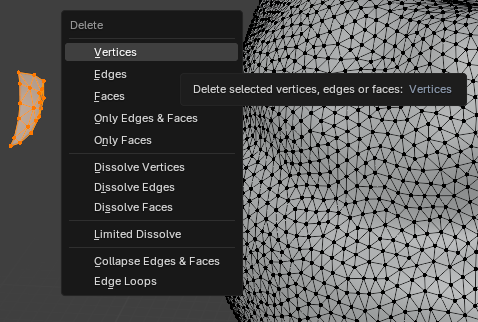 Delete
Vertices
Edges
Delete selected vertices, edges or faces: Vertices
Faces
Only Edges & Faces
Only Faces
Dissolve Vertices
Dissolve Edges
Dissolve Faces
Limited Dissolve
Collapse Edges & Faces
Edge Loops